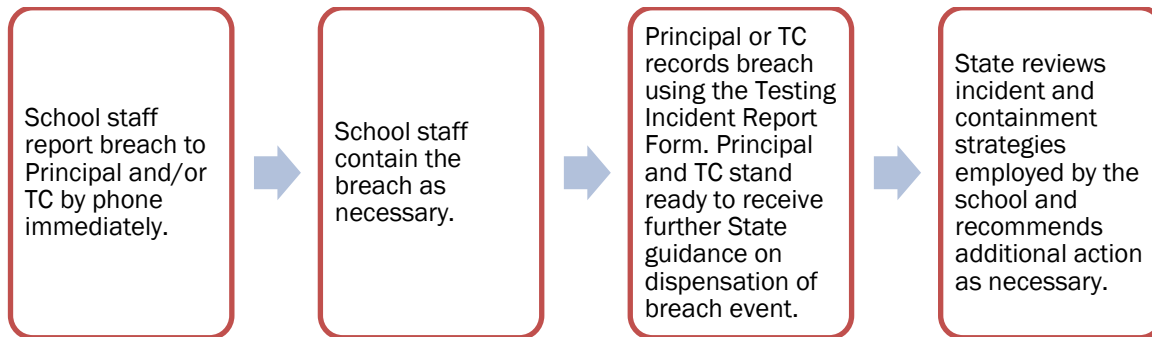 School staff
report breach to
Principal and/or
TC by phone
immediately.
School staff
contain the
breach as
necessary.
Principal or TC
records breach
using the Testing
Incident Report
Form. Principal
and TC stand
ready to receive
further State
guidance on
dispensation of
breach event.
State reviews
incident and
containment
strategies
employed by the
school and
recommends
additional action
as necessary.